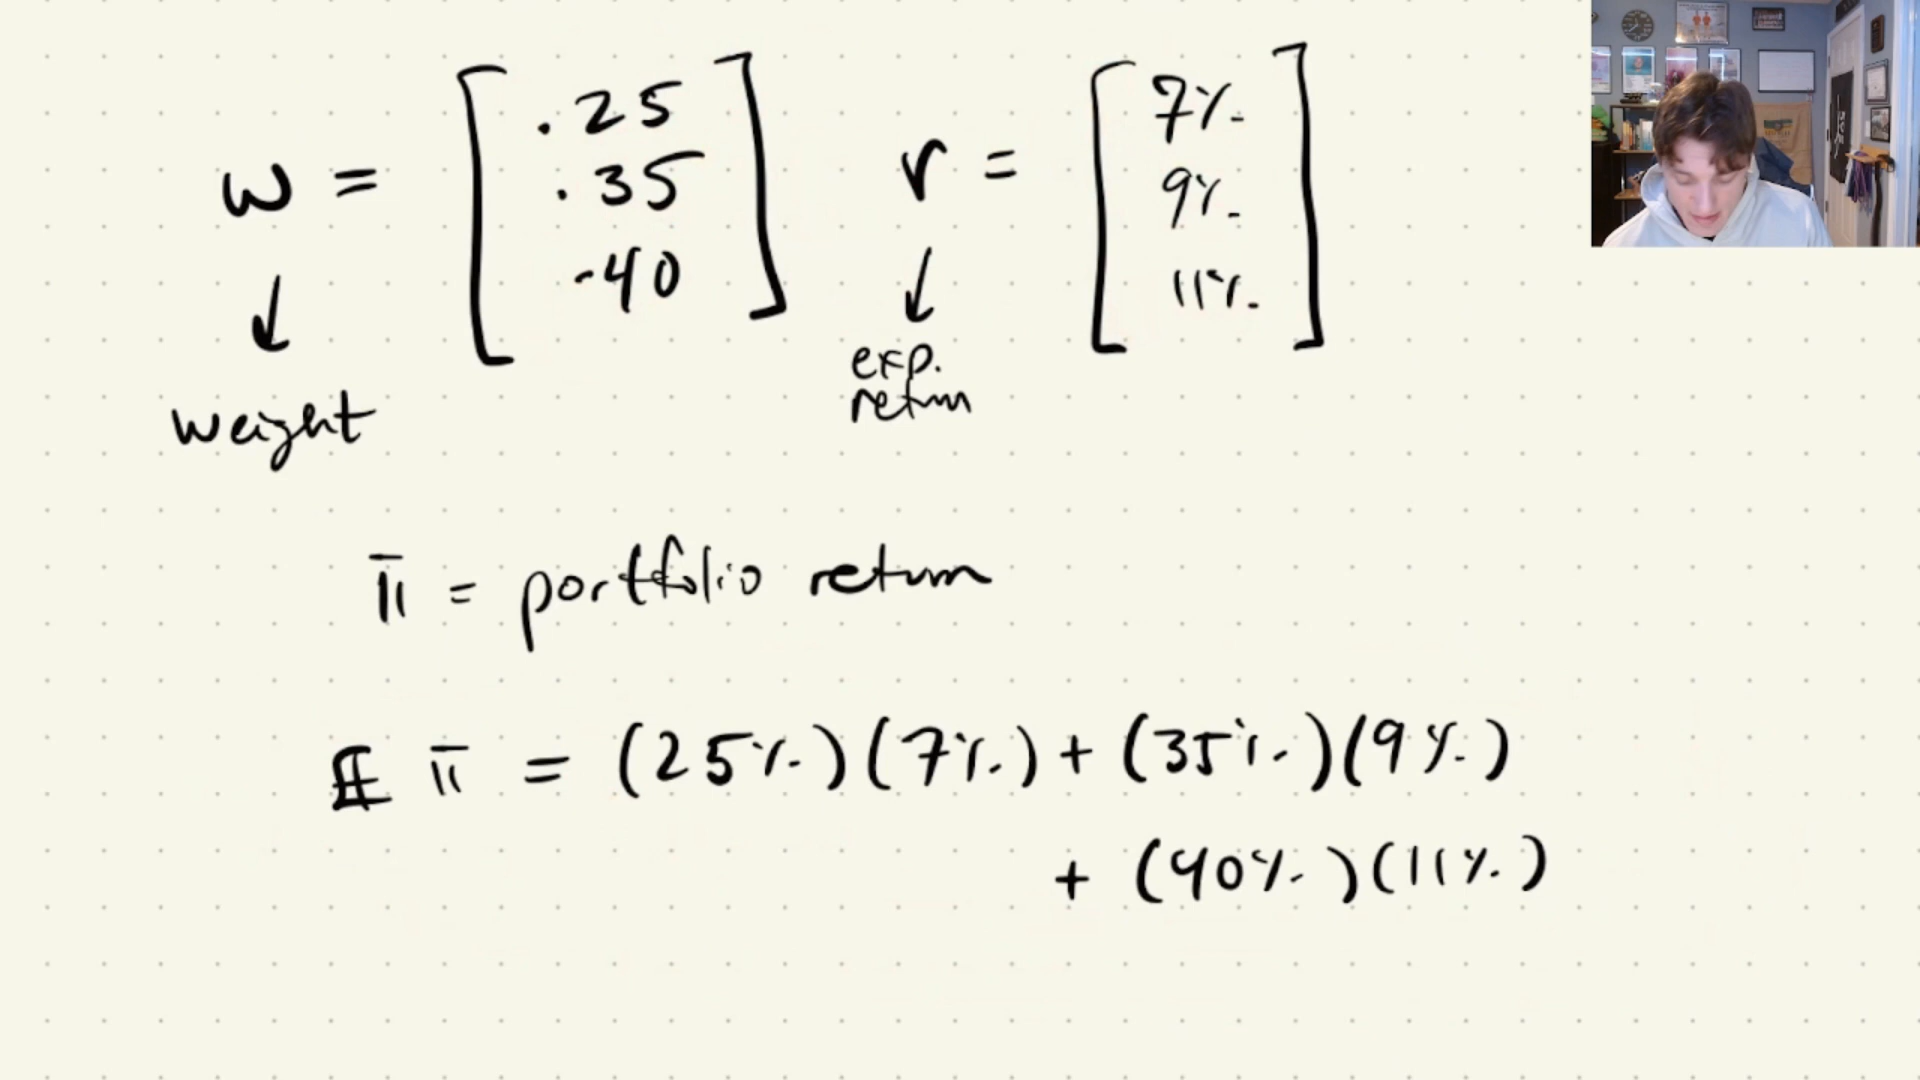 w = [ .25 .35 .40 ] r = [ 7% 9% 11% ]
↓ ↓
weight exp. return
π = portfolio return
𝔼 π = (25%)(7%) + (35%)(9%)
+ (40%)(11%)